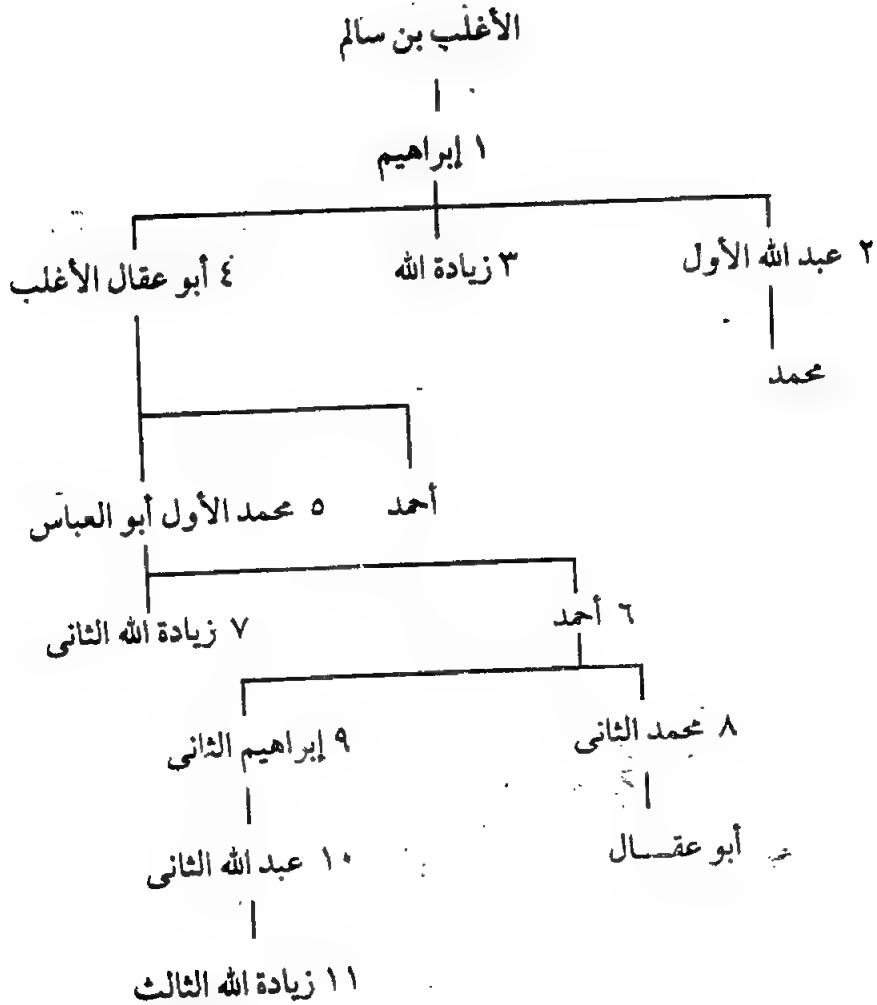 الأغلب بن سالم
١ إبراهيم
٢ عبد الله الأول
٣ زيادة الله
٤ أبو عقال الأغلب
محمد
أحمد
٥ محمد الأول أبو العباس
٦ أحمد
٧ زيادة الله الثانى
٨ محمد الثانى
٩ إبراهيم الثانى
أبو عقـــال
١٠ عبد الله الثانى
١١ زيادة الله الثالث